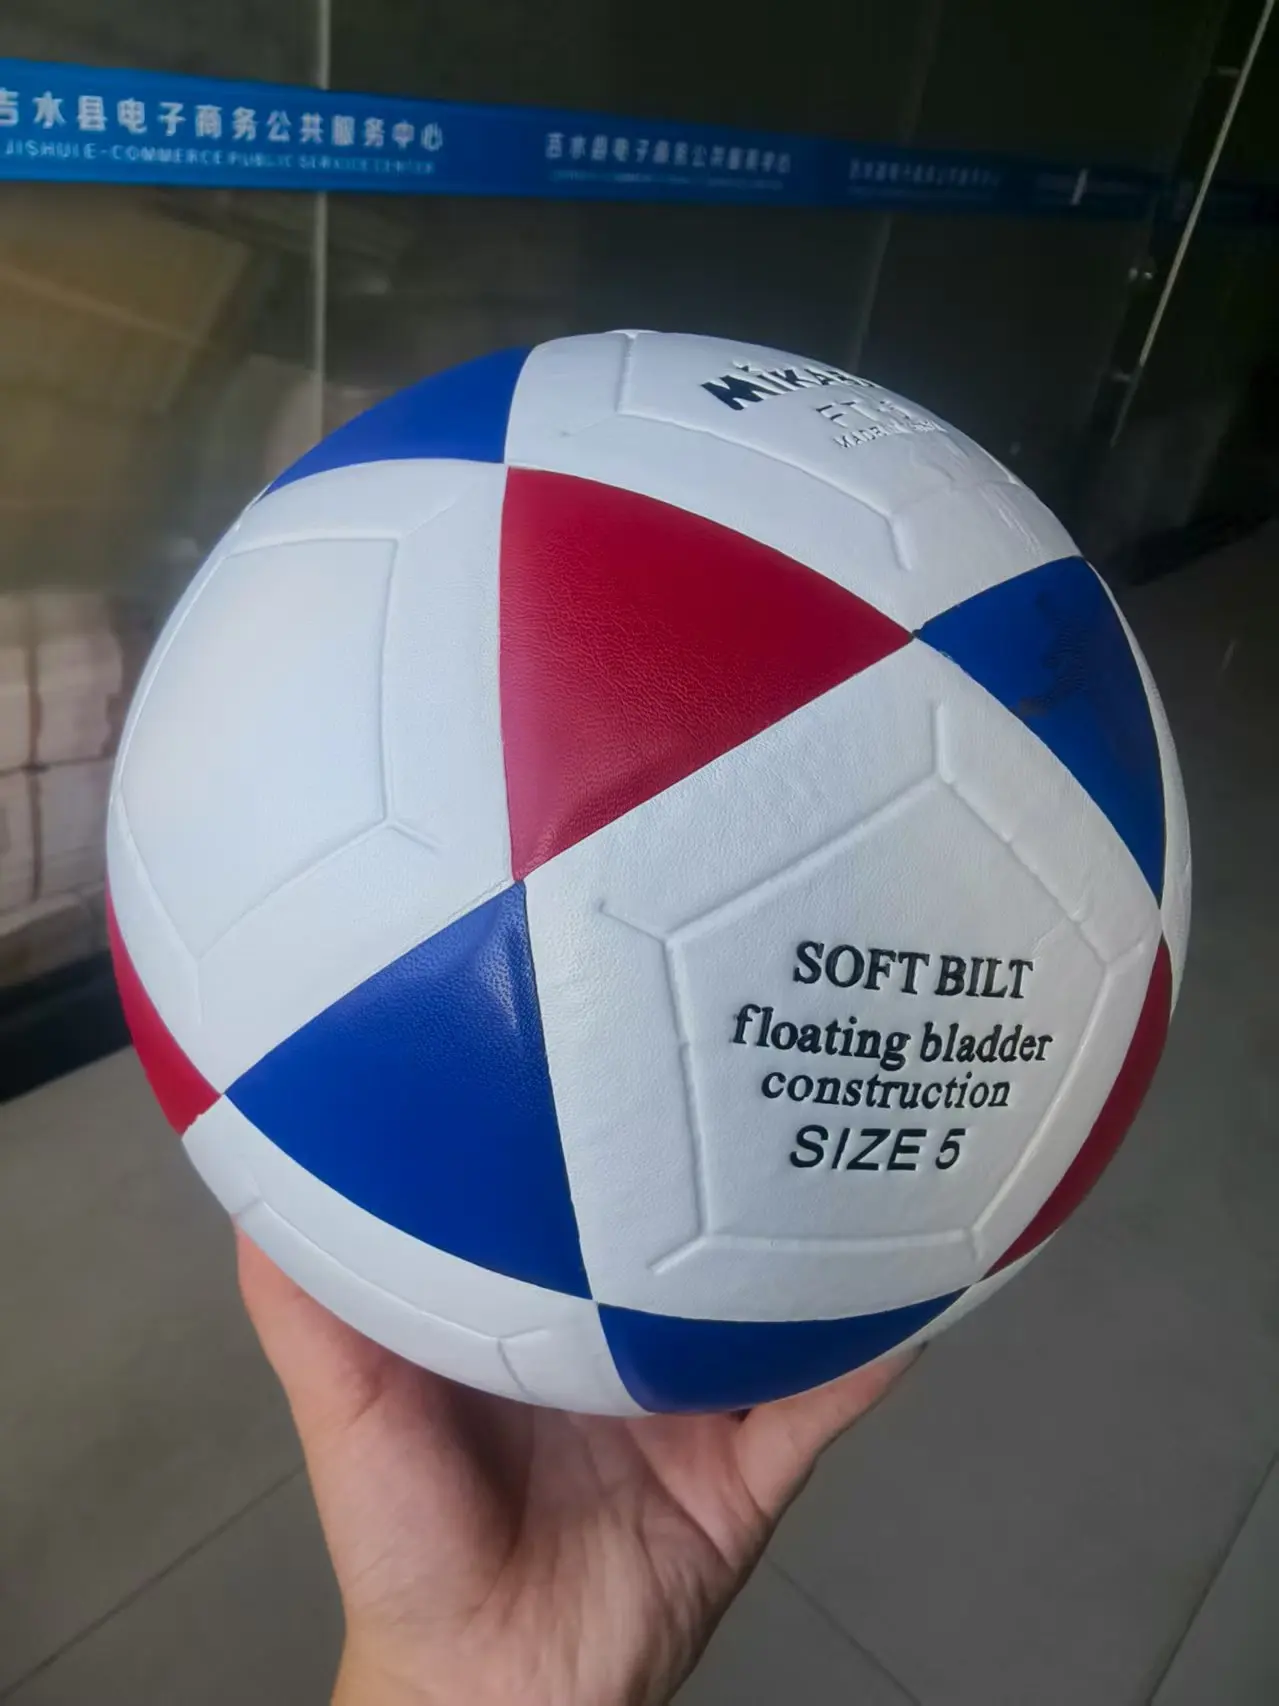 吉水县电子商务公共服务中心
JISHUI E-COMMERCE PUBLIC SERVICE CENTER
吉水县电子商务公共服务中心
SOFT BILT
floating bladder
construction
SIZE 5